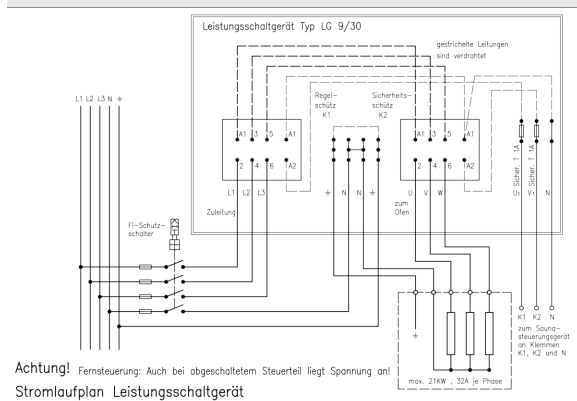 Leistungsschaltgerät Typ LG 9/30
gestrichelte Leitungen
sind verdrahtet
L1 L2 L3 N ⏚
Regel-
schütz
K1
Sicherheits-
schütz
K2
A1 3 5 A1
A1 3 5 A1
2 4 6 A2
2 4 6 A2
U1 Sicher. T 1A
V1 Sicher. T 1A
N
L1 L2 L3
⏚ N N ⏚
U V W
Zuleitung
zum
Ofen
FI-Schutz-
schalter
K1 K2 N
zum Sauna-
steuerungsgerät
an Klemmen
K1, K2 und N
max. 21KW , 32A je Phase
Achtung! Fernsteuerung: Auch bei abgeschaltetem Steuerteil liegt Spannung an!
Stromlaufplan Leistungsschaltgerät